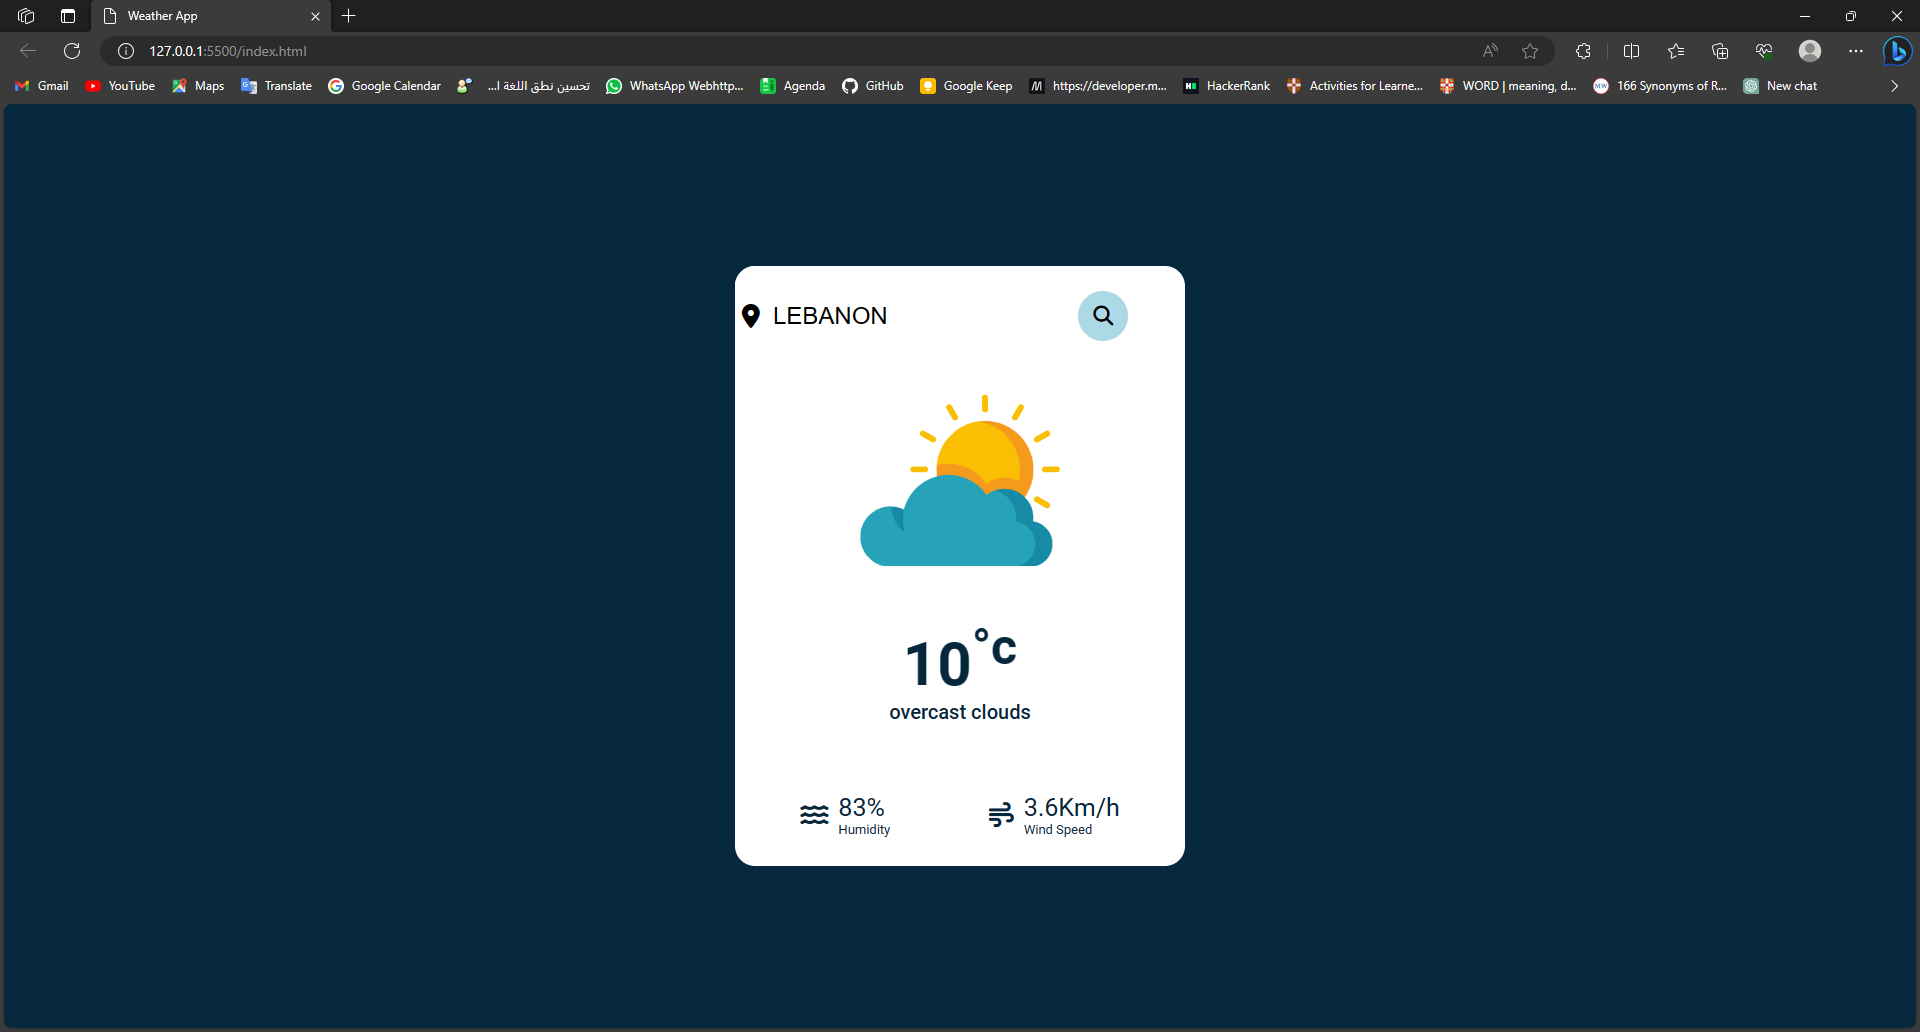 Weather App
127.0.0.1:5500/index.html
Gmail YouTube Maps Translate Google Calendar تحسين نطق اللغة ا... WhatsApp Webhttp... Agenda GitHub Google Keep https://developer.m... HackerRank Activities for Learne... WORD | meaning, d... 166 Synonyms of R... New chat
LEBANON
10°c
overcast clouds
83% 3.6Km/h
Humidity Wind Speed